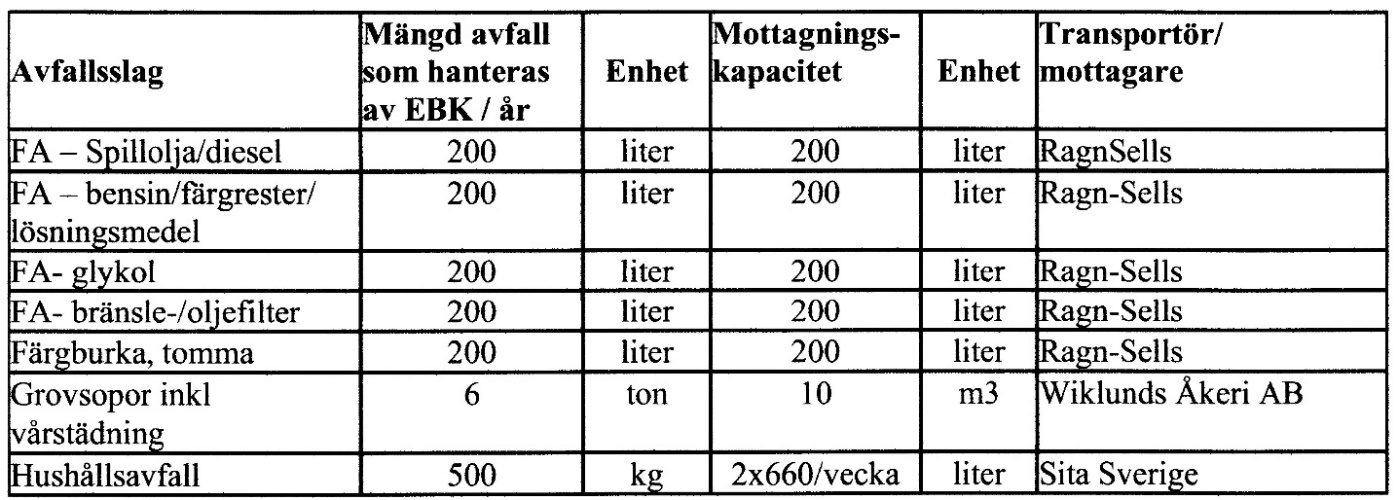 Avfallsslag Mängd avfall som hanteras av EBK / år Enhet Mottagnings- kapacitet Enhet Transportör/ mottagare
FA – Spillolja/diesel 200 liter 200 liter RagnSells
FA – bensin/färgrester/ 200 liter 200 liter Ragn-Sells
lösningsmedel
FA- glykol 200 liter 200 liter Ragn-Sells
FA- bränsle-/oljefilter 200 liter 200 liter Ragn-Sells
Färgburka, tomma 200 liter 200 liter Ragn-Sells
Grovsopor inkl 6 ton 10 m3 Wiklunds Åkeri AB
vårstädning
Hushållsavfall 500 kg 2x660/vecka liter Sita Sverige